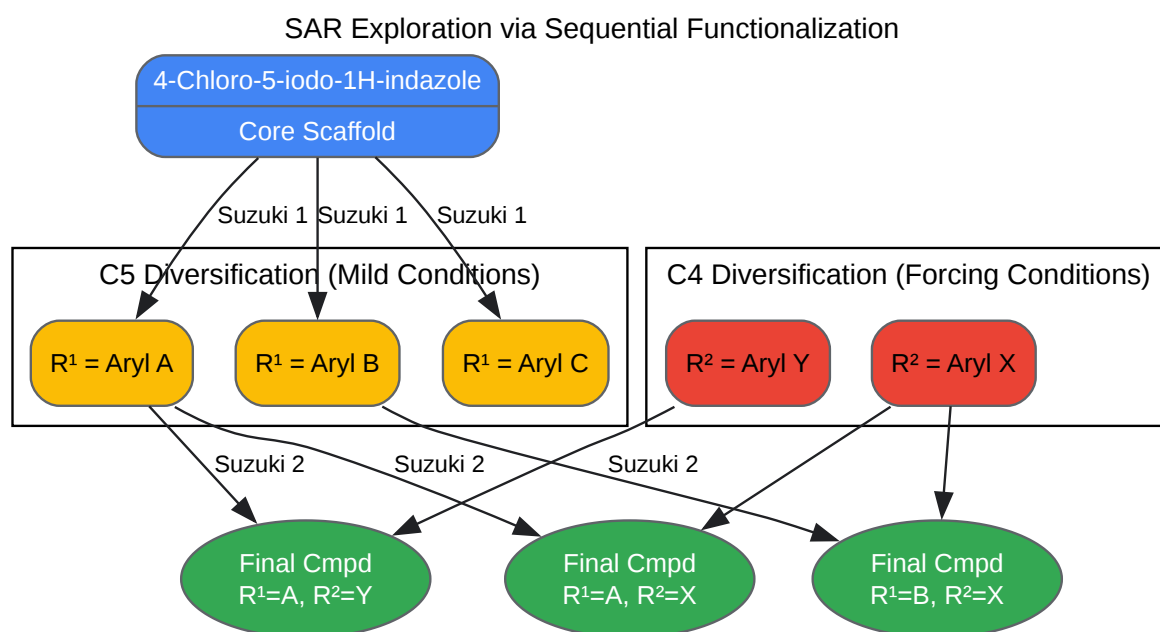 SAR Exploration via Sequential Functionalization
4-Chloro-5-iodo-1H-indazole
Core Scaffold
Suzuki 1
Suzuki 1
Suzuki 1
C5 Diversification (Mild Conditions)
C4 Diversification (Forcing Conditions)
R¹ = Aryl A
R¹ = Aryl B
R¹ = Aryl C
R² = Aryl Y
R² = Aryl X
Suzuki 2
Suzuki 2
Suzuki 2
Final Cmpd
R¹=A, R²=Y
Final Cmpd
R¹=A, R²=X
Final Cmpd
R¹=B, R²=X